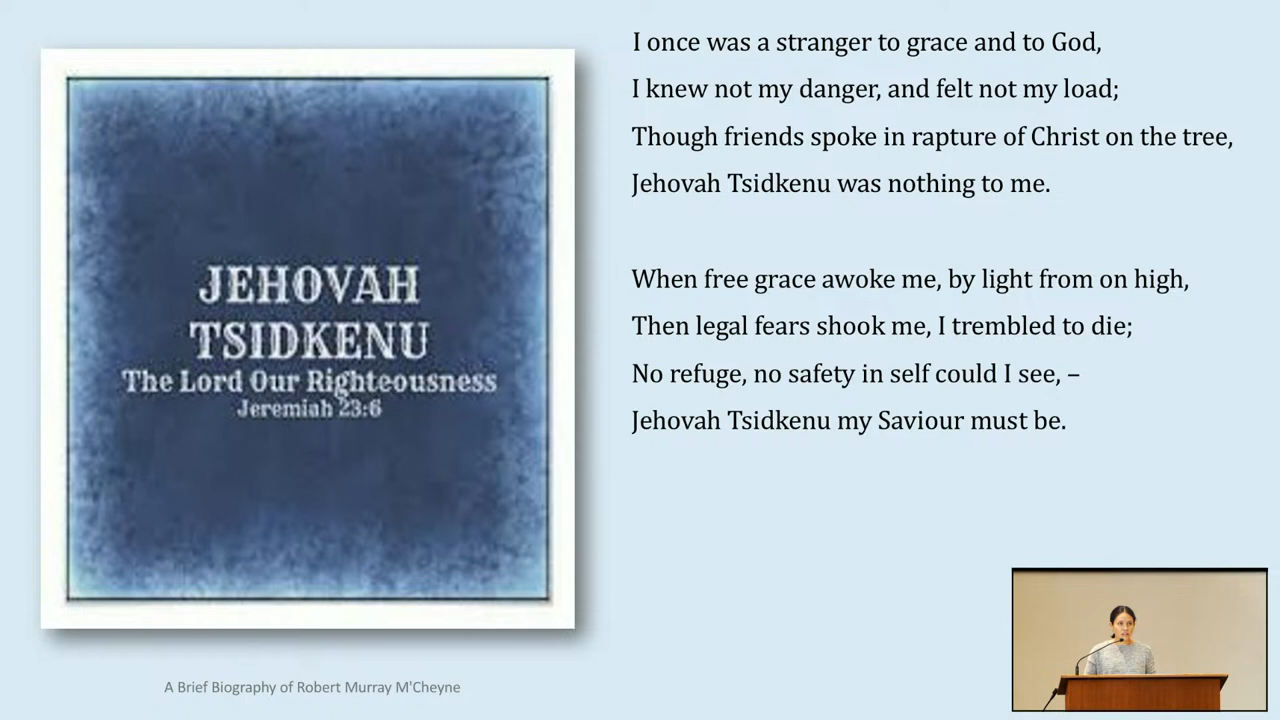 JEHOVAH
TSIDKENU
The Lord Our Righteousness
Jeremiah 23:6
I once was a stranger to grace and to God,
I knew not my danger, and felt not my load;
Though friends spoke in rapture of Christ on the tree,
Jehovah Tsidkenu was nothing to me.
When free grace awoke me, by light from on high,
Then legal fears shook me, I trembled to die;
No refuge, no safety in self could I see, –
Jehovah Tsidkenu my Saviour must be.
A Brief Biography of Robert Murray M'Cheyne